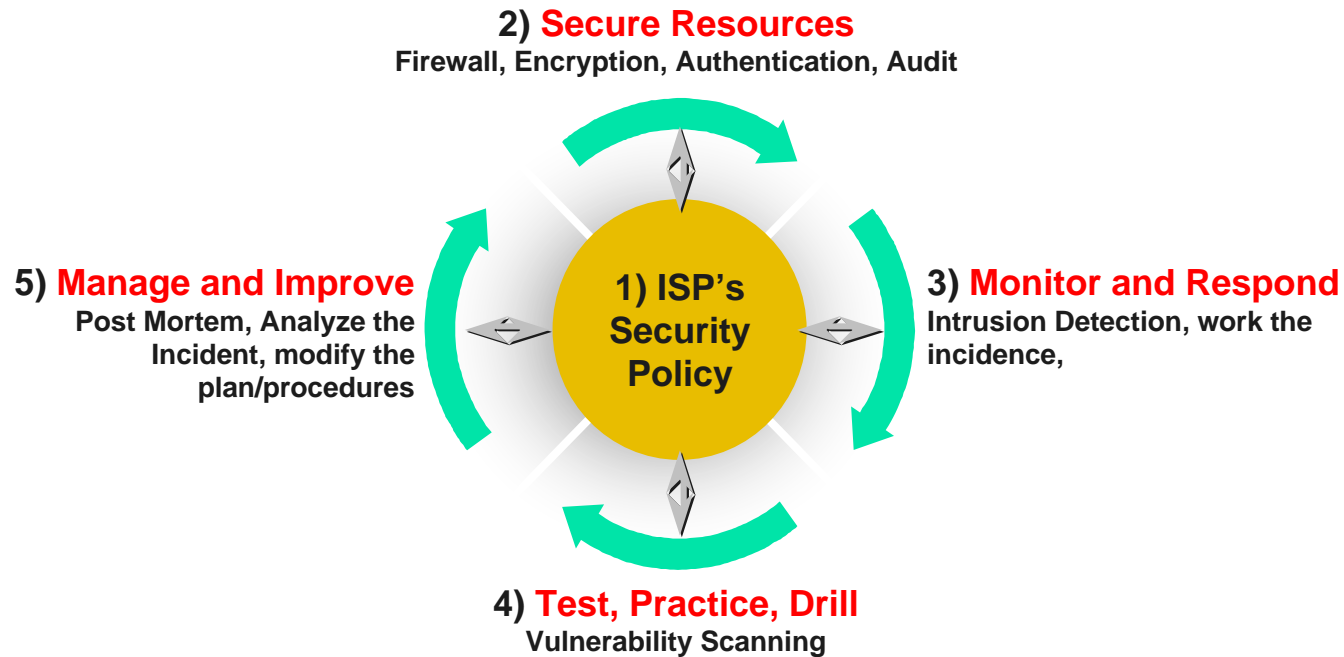 2) Secure Resources
Firewall, Encryption, Authentication, Audit
1) ISP’s
Security
Policy
3) Monitor and Respond
Intrusion Detection, work the
incidence,
4) Test, Practice, Drill
Vulnerability Scanning
5) Manage and Improve
Post Mortem, Analyze the
Incident, modify the
plan/procedures